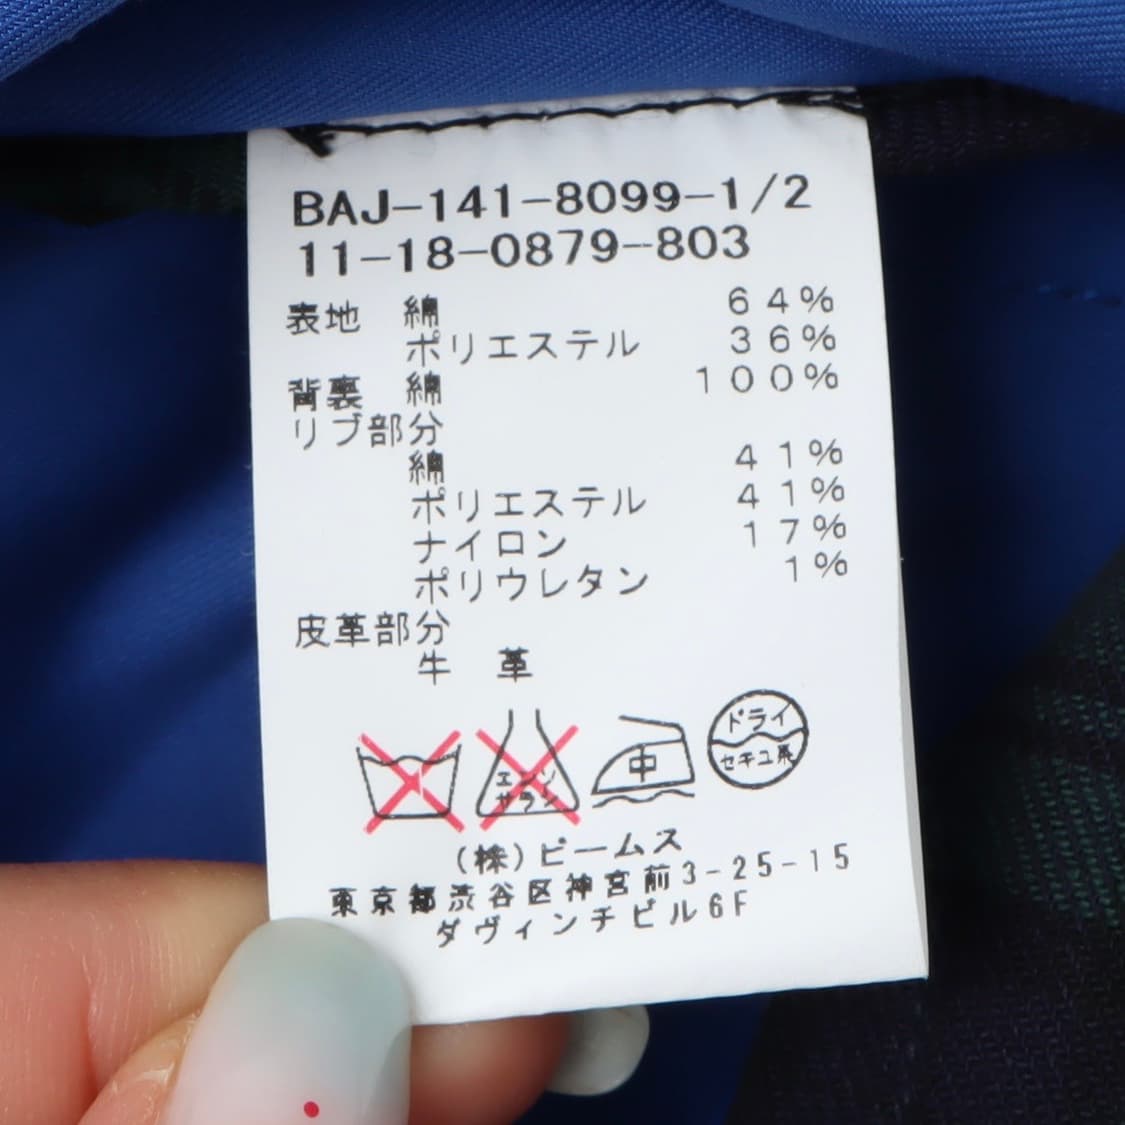 BAJ-141-8099-1/2
11-18-0879-803
表地 綿 64%
ポリエステル 36%
背裏 綿 100%
リブ部分
綿 41%
ポリエステル 41%
ナイロン 17%
ポリウレタン 1%
皮革部分
牛 革
エンソ
サラシ
中
ドライ
セキユ系
(株)ビームス
東京都渋谷区神宮前3-25-15
ダヴィンチビル6F